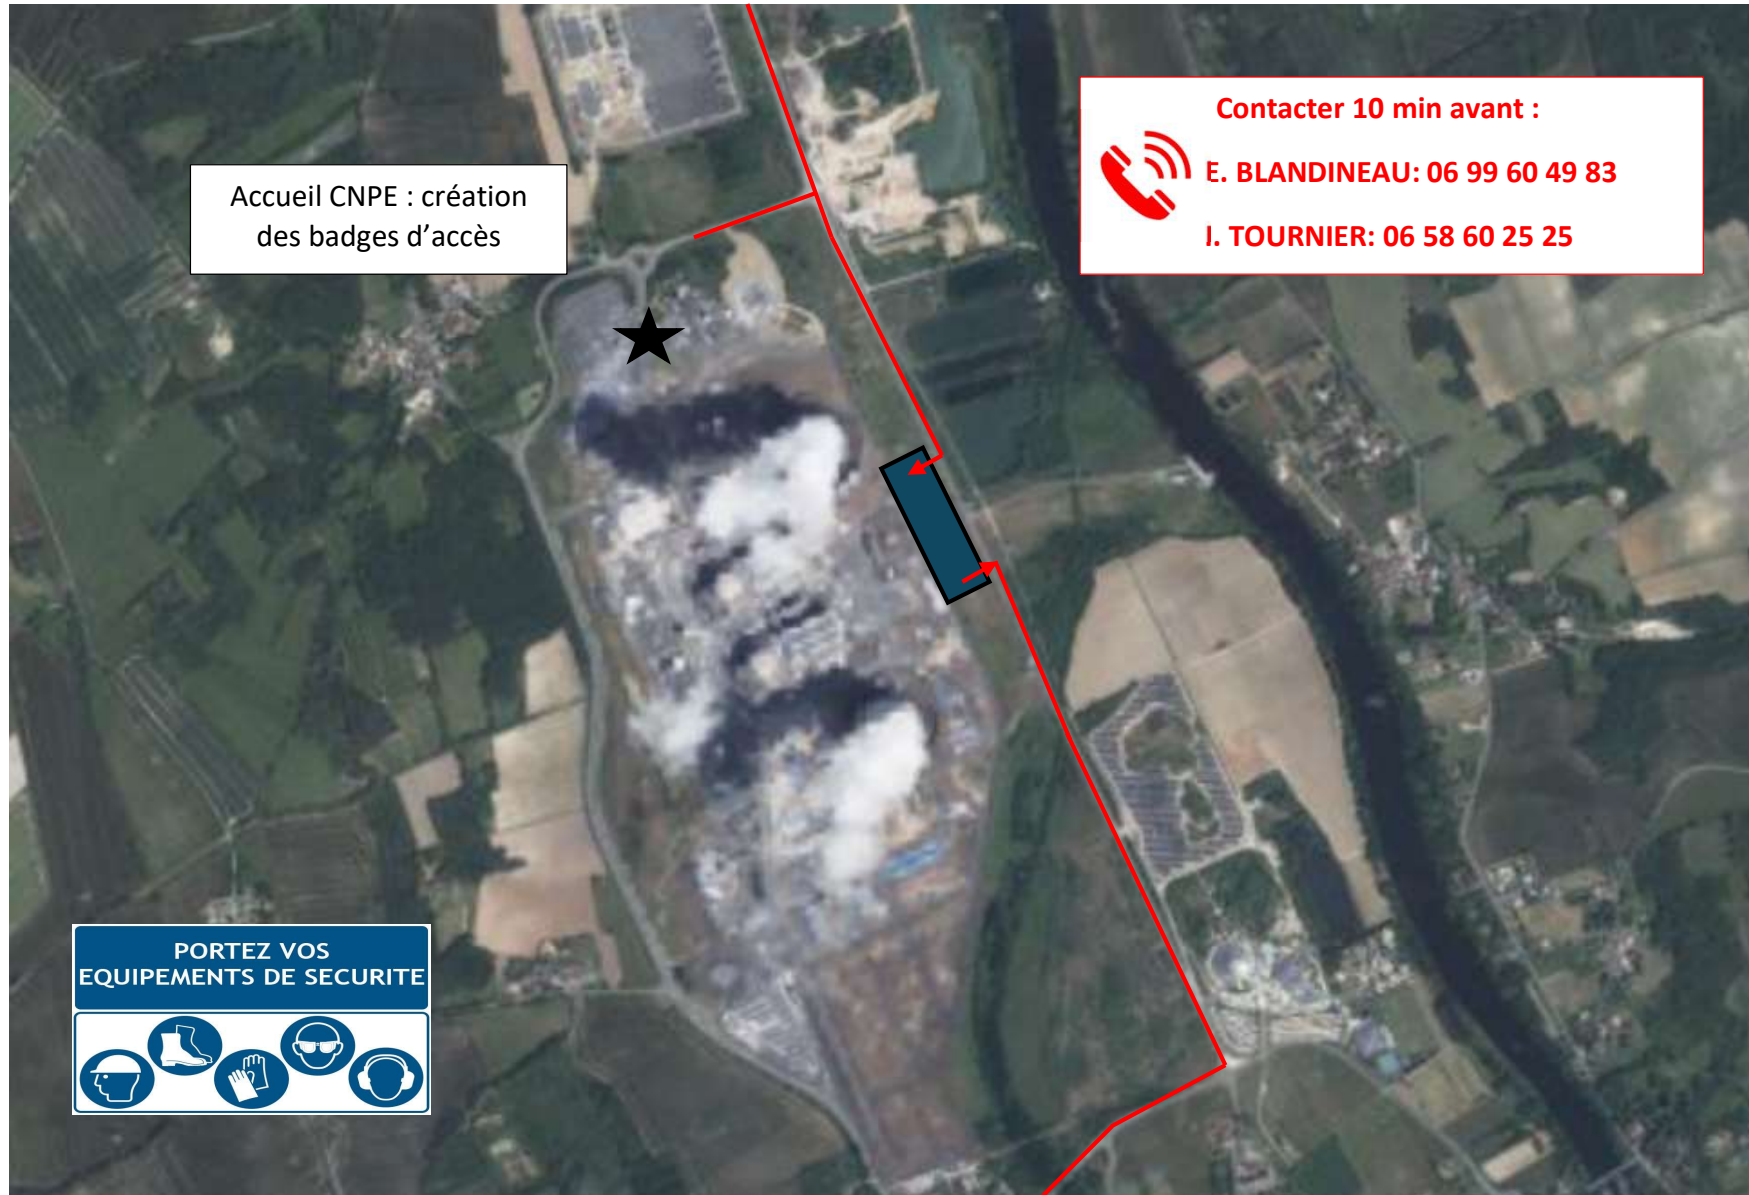 Contacter 10 min avant :
E. BLANDINEAU: 06 99 60 49 83
TOURNIER: 06 58 60 25 25
Accueil CNPE : création
des badges d'accès
PORTEZ VOS
EQUIPEMENTS DE SECURITE